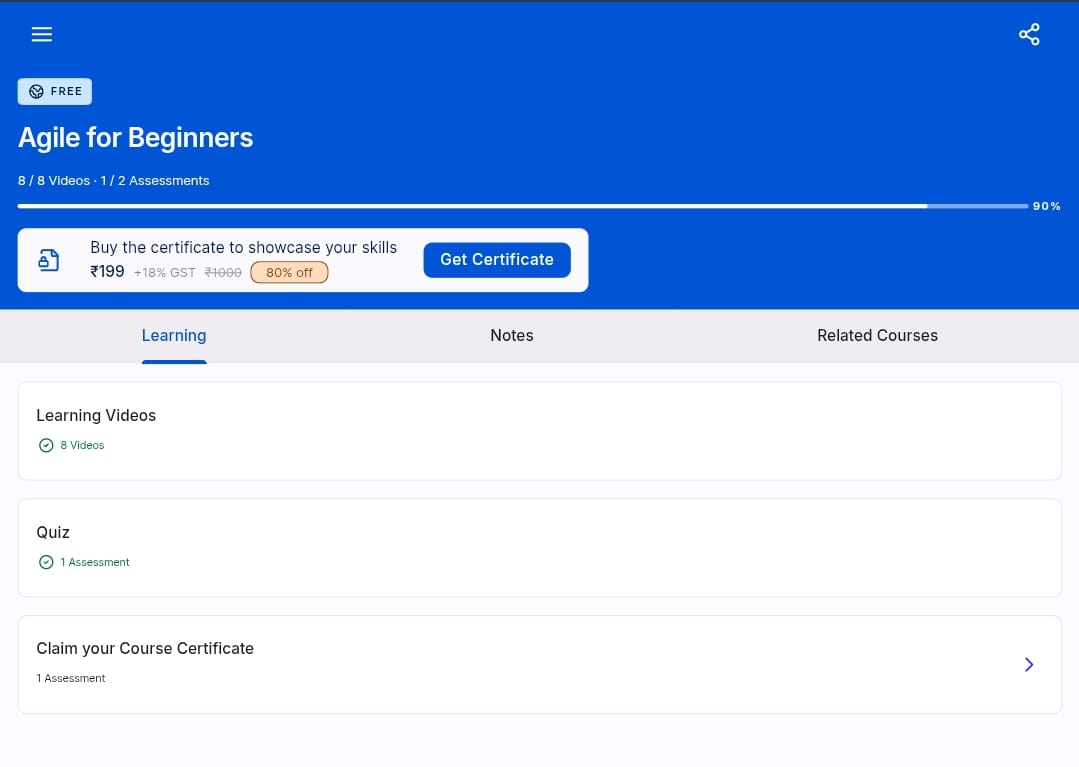 FREE
Agile for Beginners
8 / 8 Videos · 1 / 2 Assessments
90%
Buy the certificate to showcase your skills
₹199 +18% GST ₹1000 80% off
Get Certificate
Learning Notes Related Courses
Learning Videos
8 Videos
Quiz
1 Assessment
Claim your Course Certificate
1 Assessment